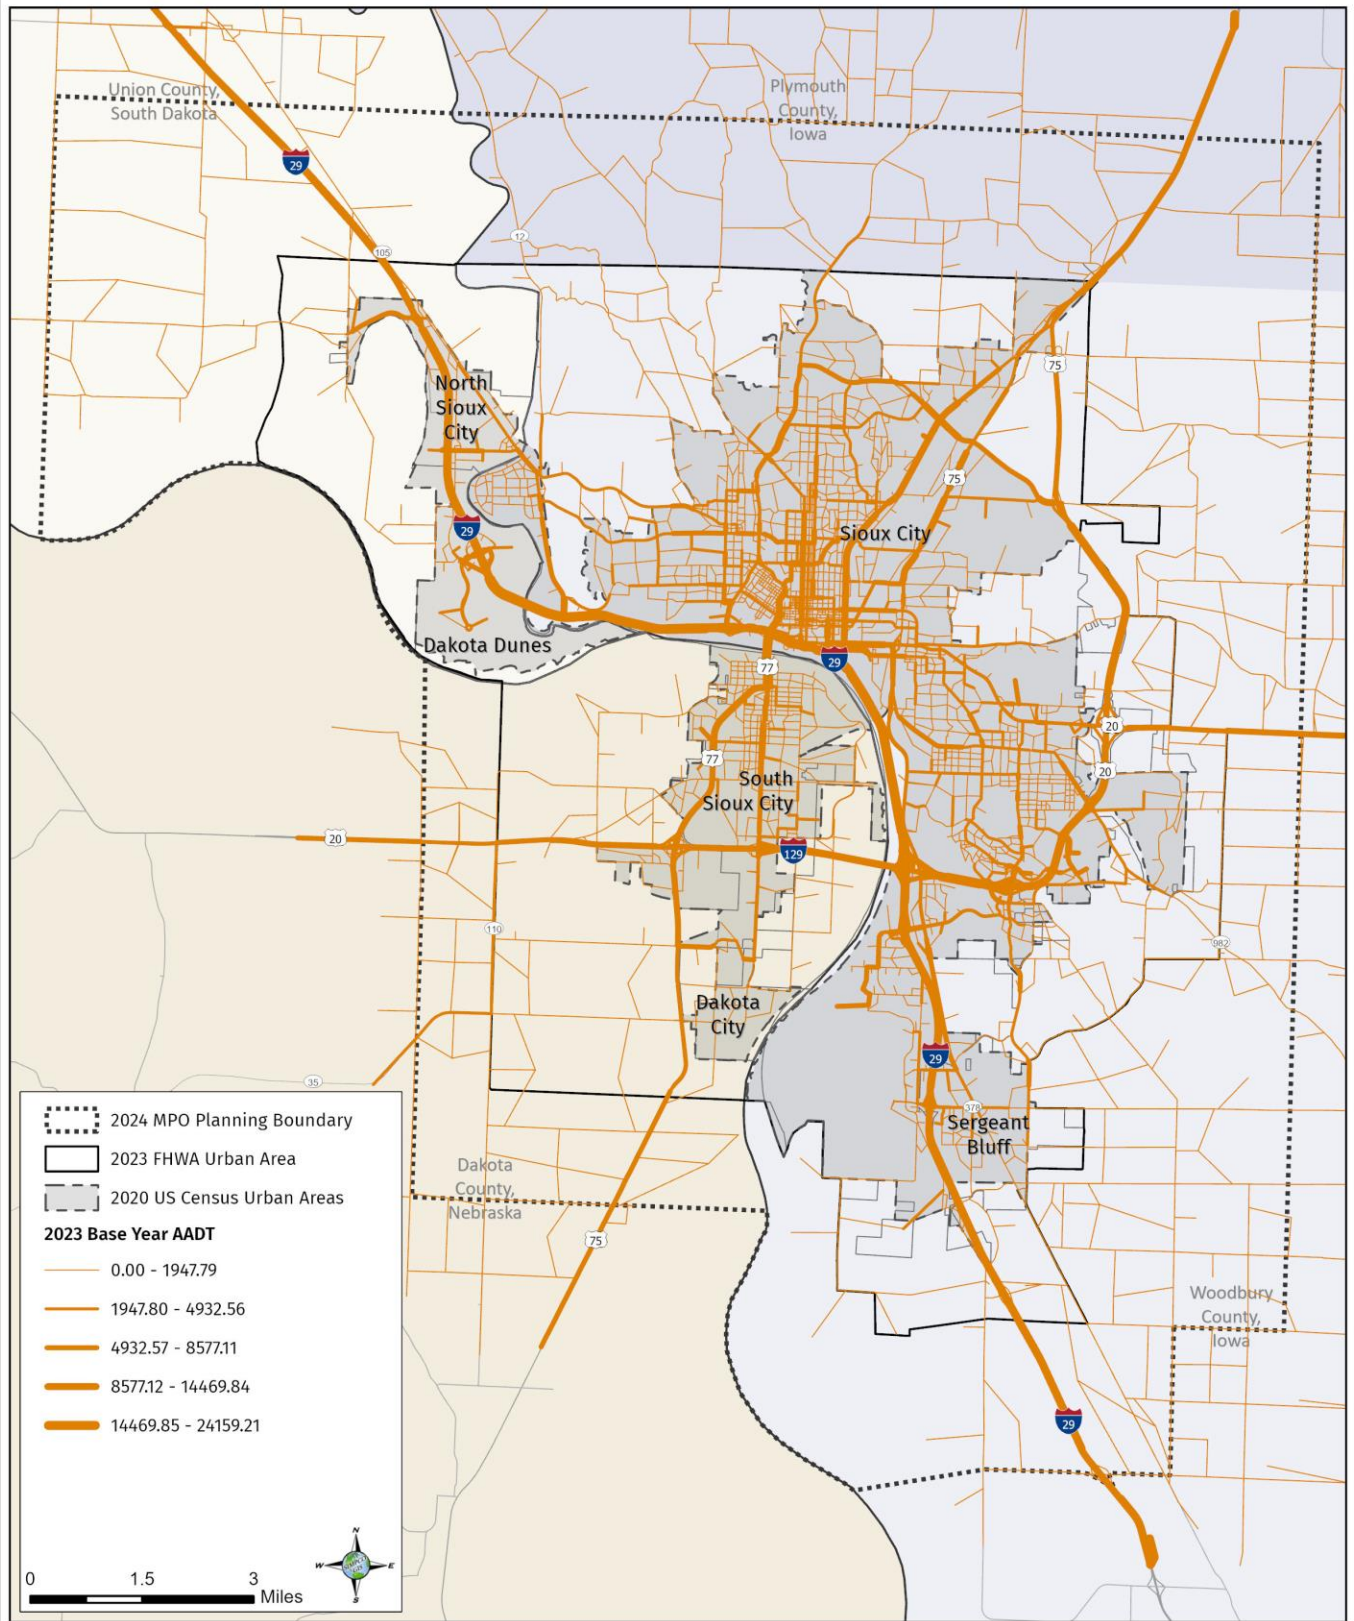 Union County,
South Dakota
Plymouth
County,
Iowa
29
12
105
75
North
Sioux
City
75
29
Sioux City
Dakota Dunes
77
29
20
77
20
South
Sioux City
20
129
110
982
Dakota
City
29
35
378
Sergeant
Bluff
Dakota
County,
Nebraska
75
Woodbury
County,
Iowa
29
2024 MPO Planning Boundary
2023 FHWA Urban Area
2020 US Census Urban Areas
2023 Base Year AADT
0.00 - 1947.79
1947.80 - 4932.56
4932.57 - 8577.11
8577.12 - 14469.84
14469.85 - 24159.21
N
W
E
S
0
1.5
3
Miles